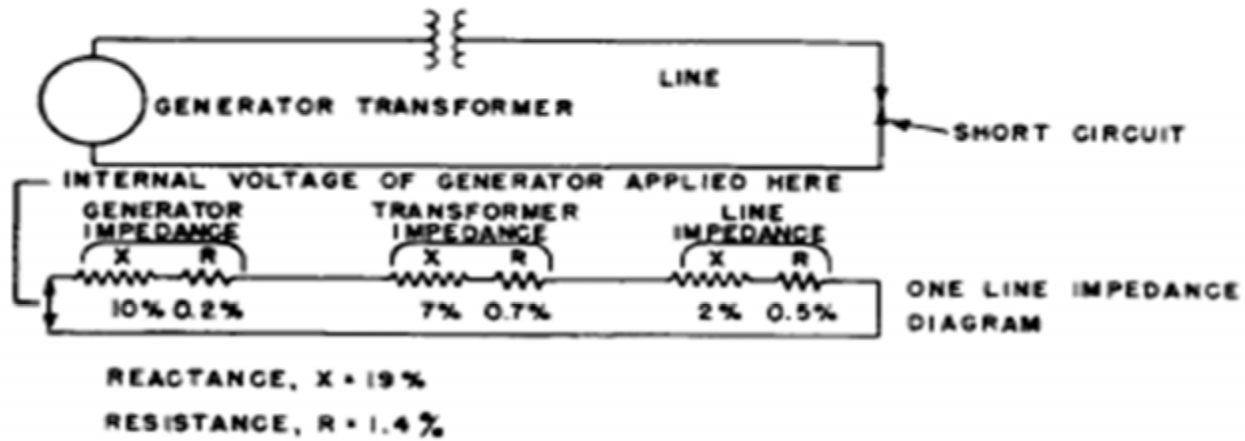 LINE
GENERATOR TRANSFORMER
SHORT CIRCUIT
INTERNAL VOLTAGE OF GENERATOR APPLIED HERE
GENERATOR IMPEDANCE
TRANSFORMER IMPEDANCE
LINE IMPEDANCE
X R X R X R
10% 0.2% 7% 0.7% 2% 0.5%
ONE LINE IMPEDANCE
DIAGRAM
REACTANCE, X = 19%
RESISTANCE, R = 1.4%